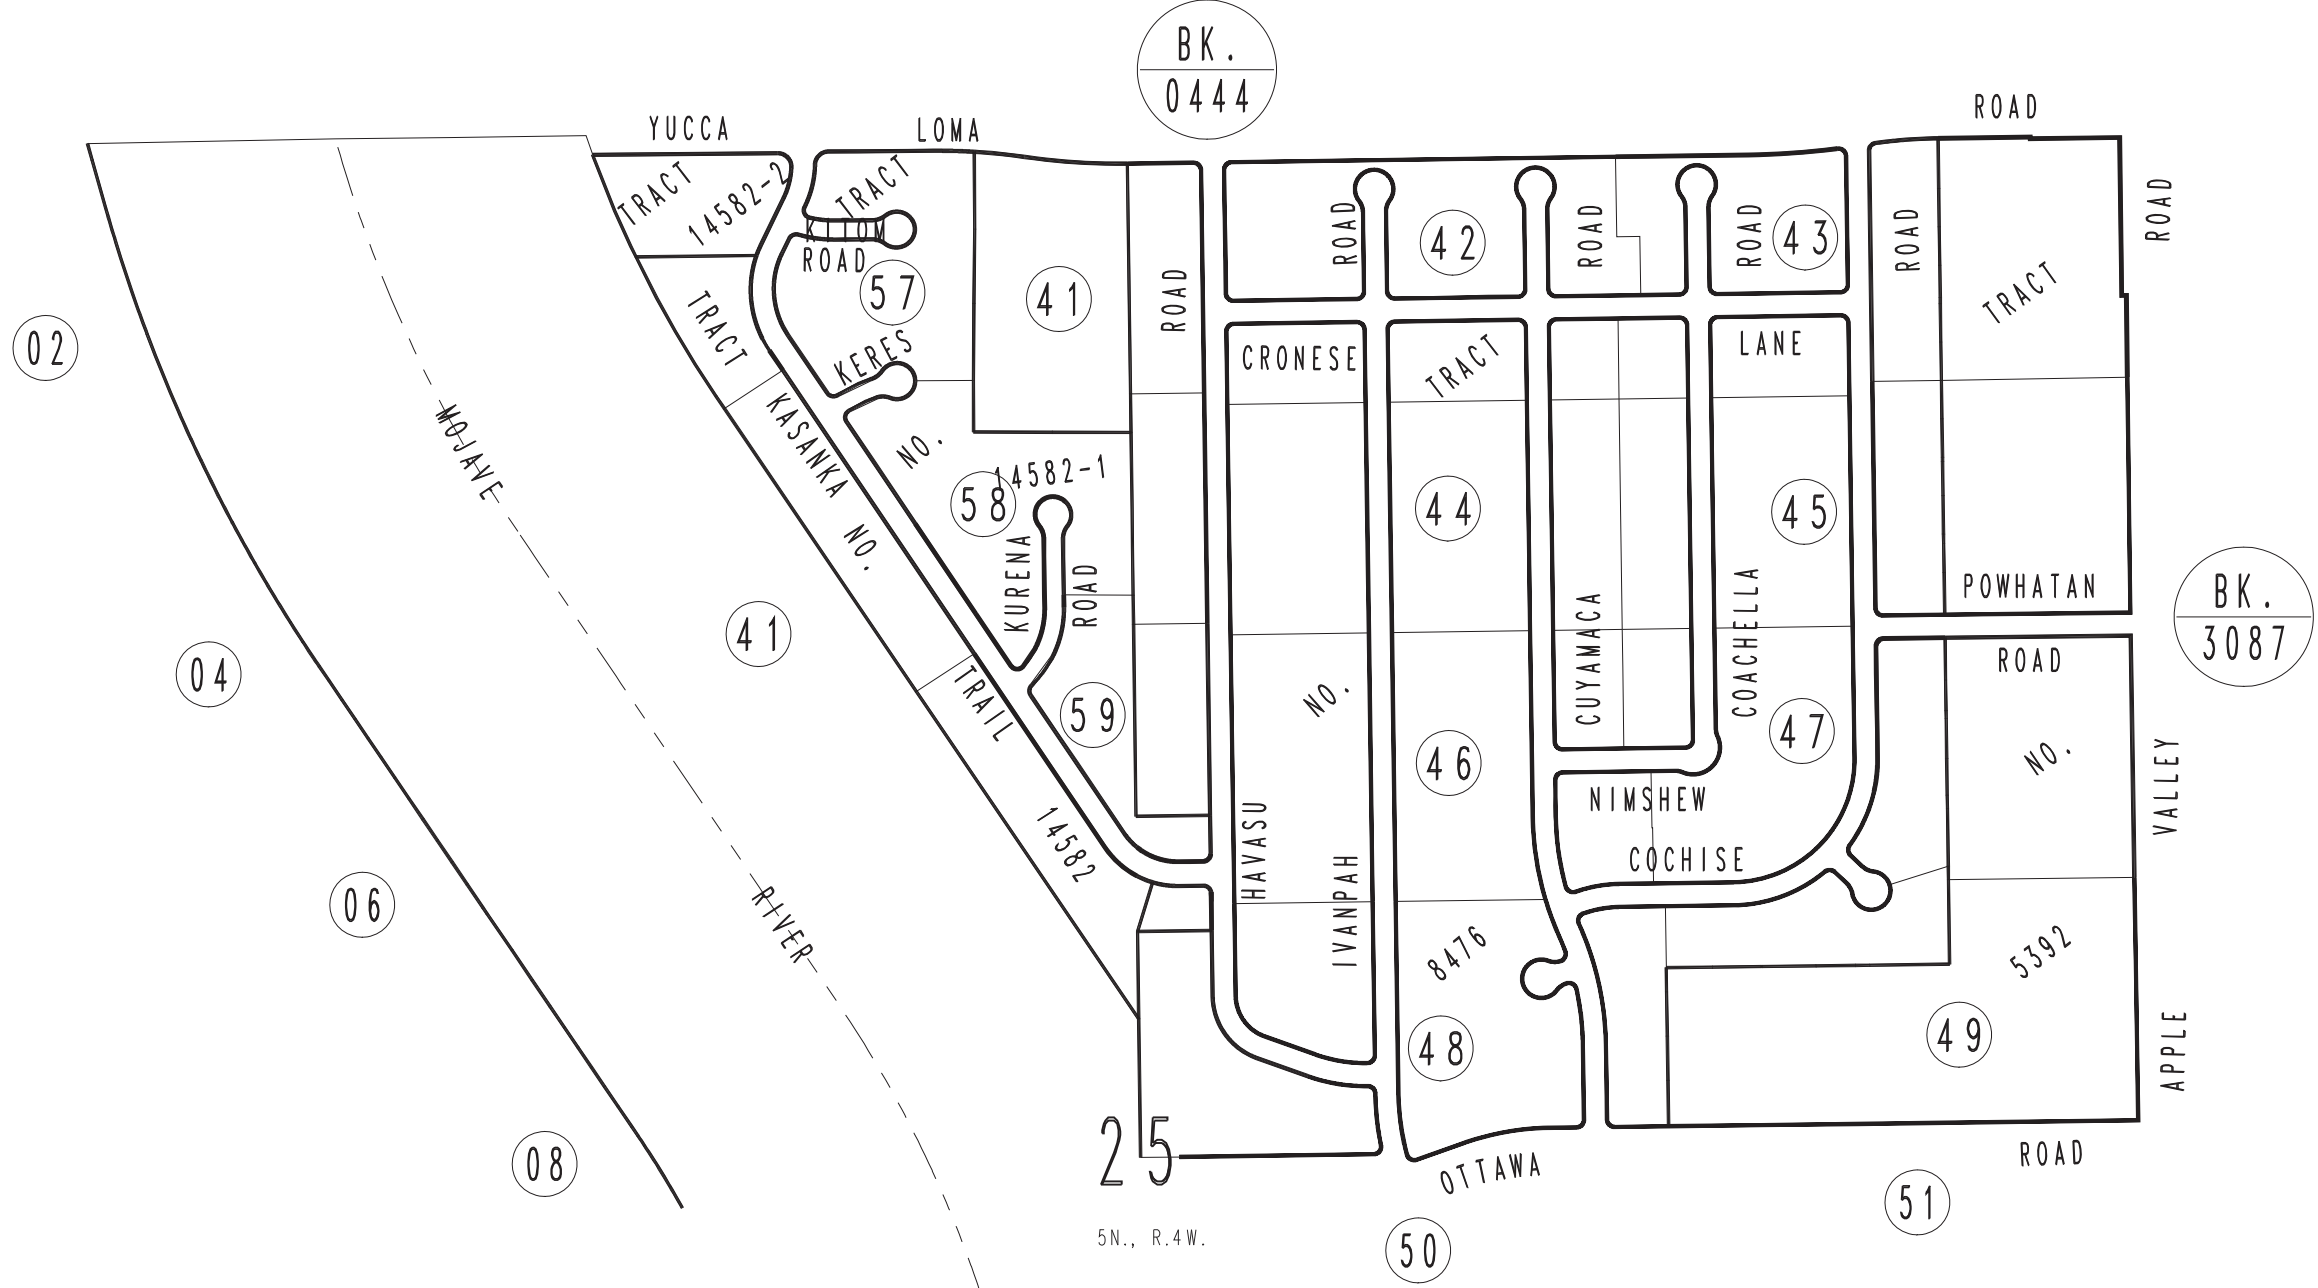 BK.
0444
YUCCA LOMA ROAD
TRACT
14582-2
TRACT
KITOM
ROAD
57
41
ROAD
ROAD
42
ROAD
ROAD
43
ROAD
TRACT
ROAD
02
TRACT
KERES
CRONESE
TRACT
LANE
MOJAVE
KASANKA
NO.
NO.
14582-1
58
44
45
KURENA
ROAD
CUYAMACA
COACHELLA
POWHATAN
ROAD
BK.
3087
04
41
TRAIL
59
NO.
46
47
NO.
VALLEY
NIMSHEW
COCHISE
14582
HAVASU
IVANPAH
06
RIVER
8476
5392
48
49
APPLE
25
08
OTTAWA
ROAD
5N., R.4W.
50
51